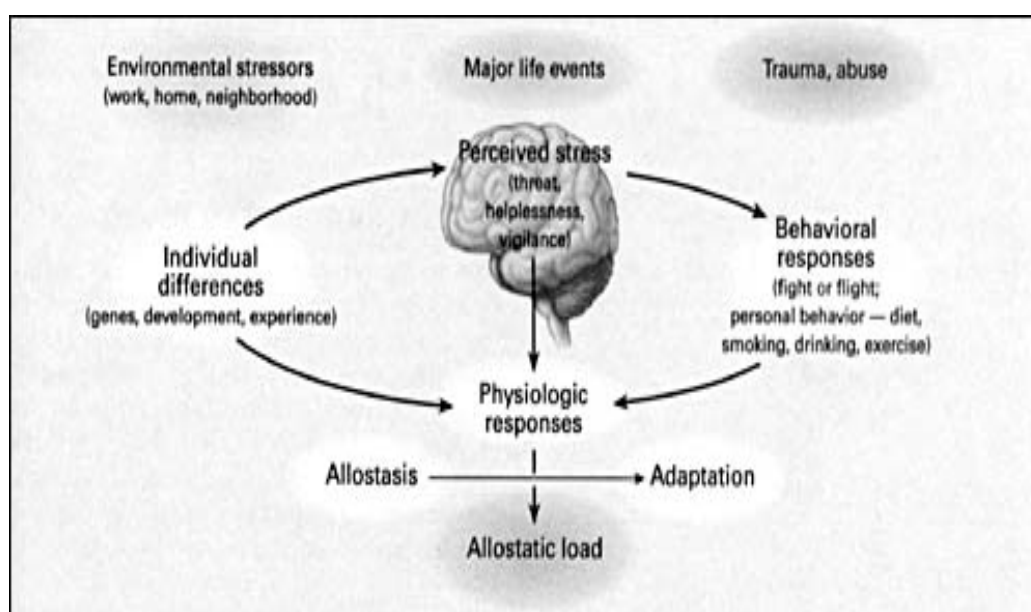 Environmental stressors
(work, home, neighborhood)
Major life events
Trauma, abuse
Perceived stress
(threat,
helplessness,
vigilance)
Individual
differences
(genes, development, experience)
Behavioral
responses
(fight or flight;
personal behavior — diet,
smoking, drinking, exercise)
Physiologic
responses
Allostasis
Adaptation
Allostatic load